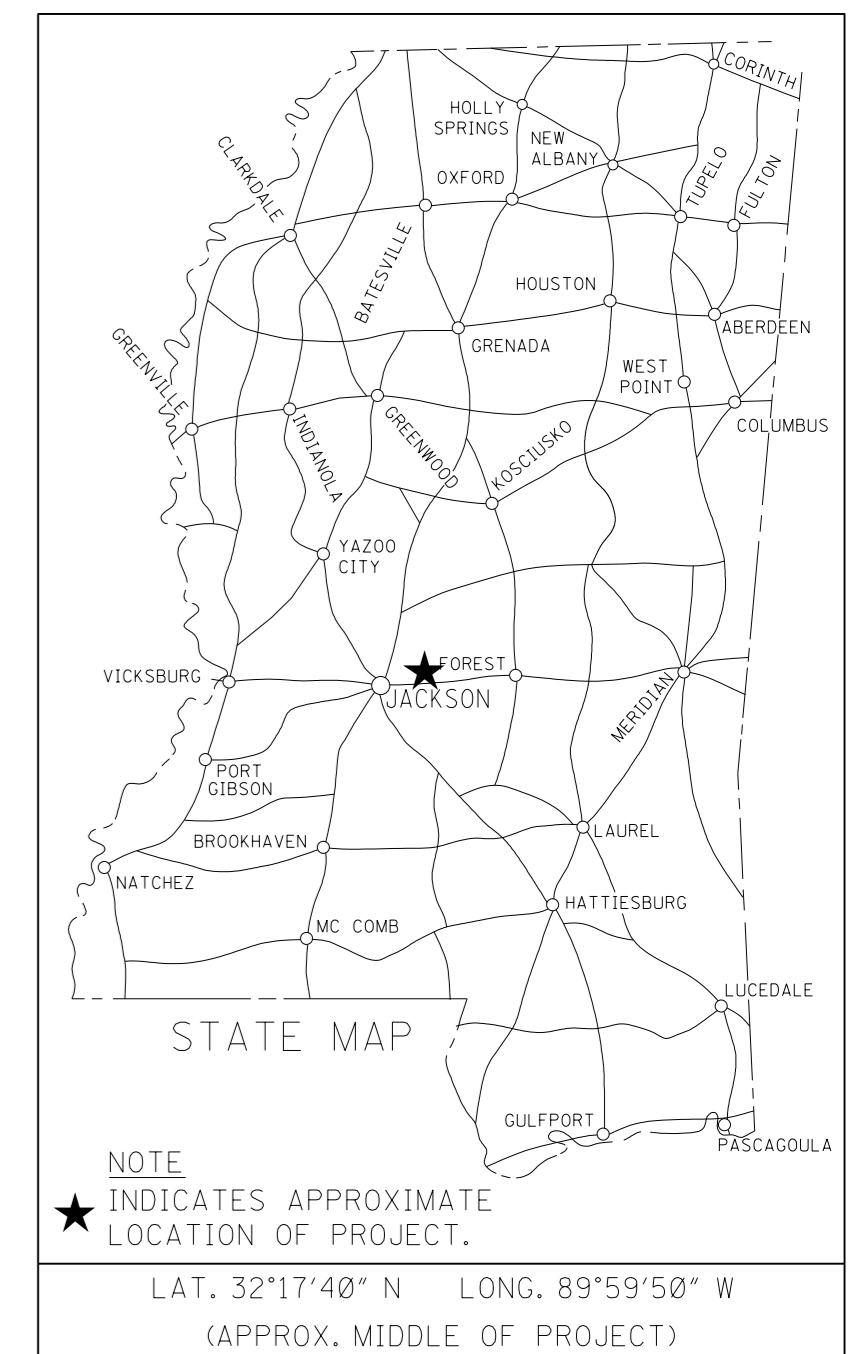 CORINTH
HOLLY
SPRINGS
NEW
ALBANY
CLARKDALE
OXFORD
TUPELO
FULTON
BATESVILLE
HOUSTON
ABERDEEN
GREENVILLE
GRENADA
WEST
POINT
COLUMBUS
INDIANOLA
GREENWOOD
KOSCIUSKO
YAZOO
CITY
VICKSBURG
FOREST
JACKSON
MERIDIAN
PORT
GIBSON
BROOKHAVEN
LAUREL
NATCHEZ
HATTIESBURG
MC COMB
LUCEDALE
STATE MAP
GULFPORT
PASCAGOULA
NOTE
INDICATES APPROXIMATE
LOCATION OF PROJECT.
LAT. 32°17'40" N LONG. 89°59'50" W
(APPROX. MIDDLE OF PROJECT)